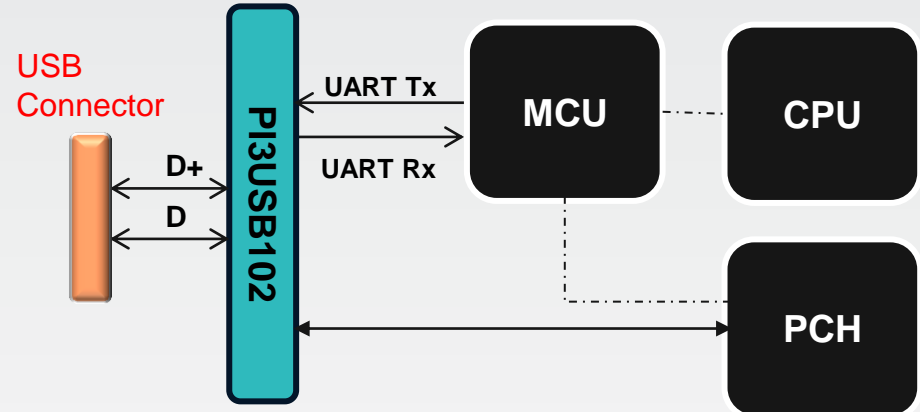 USB
Connector
D+
D
PI3USB102
UART Tx
UART Rx
MCU
CPU
PCH